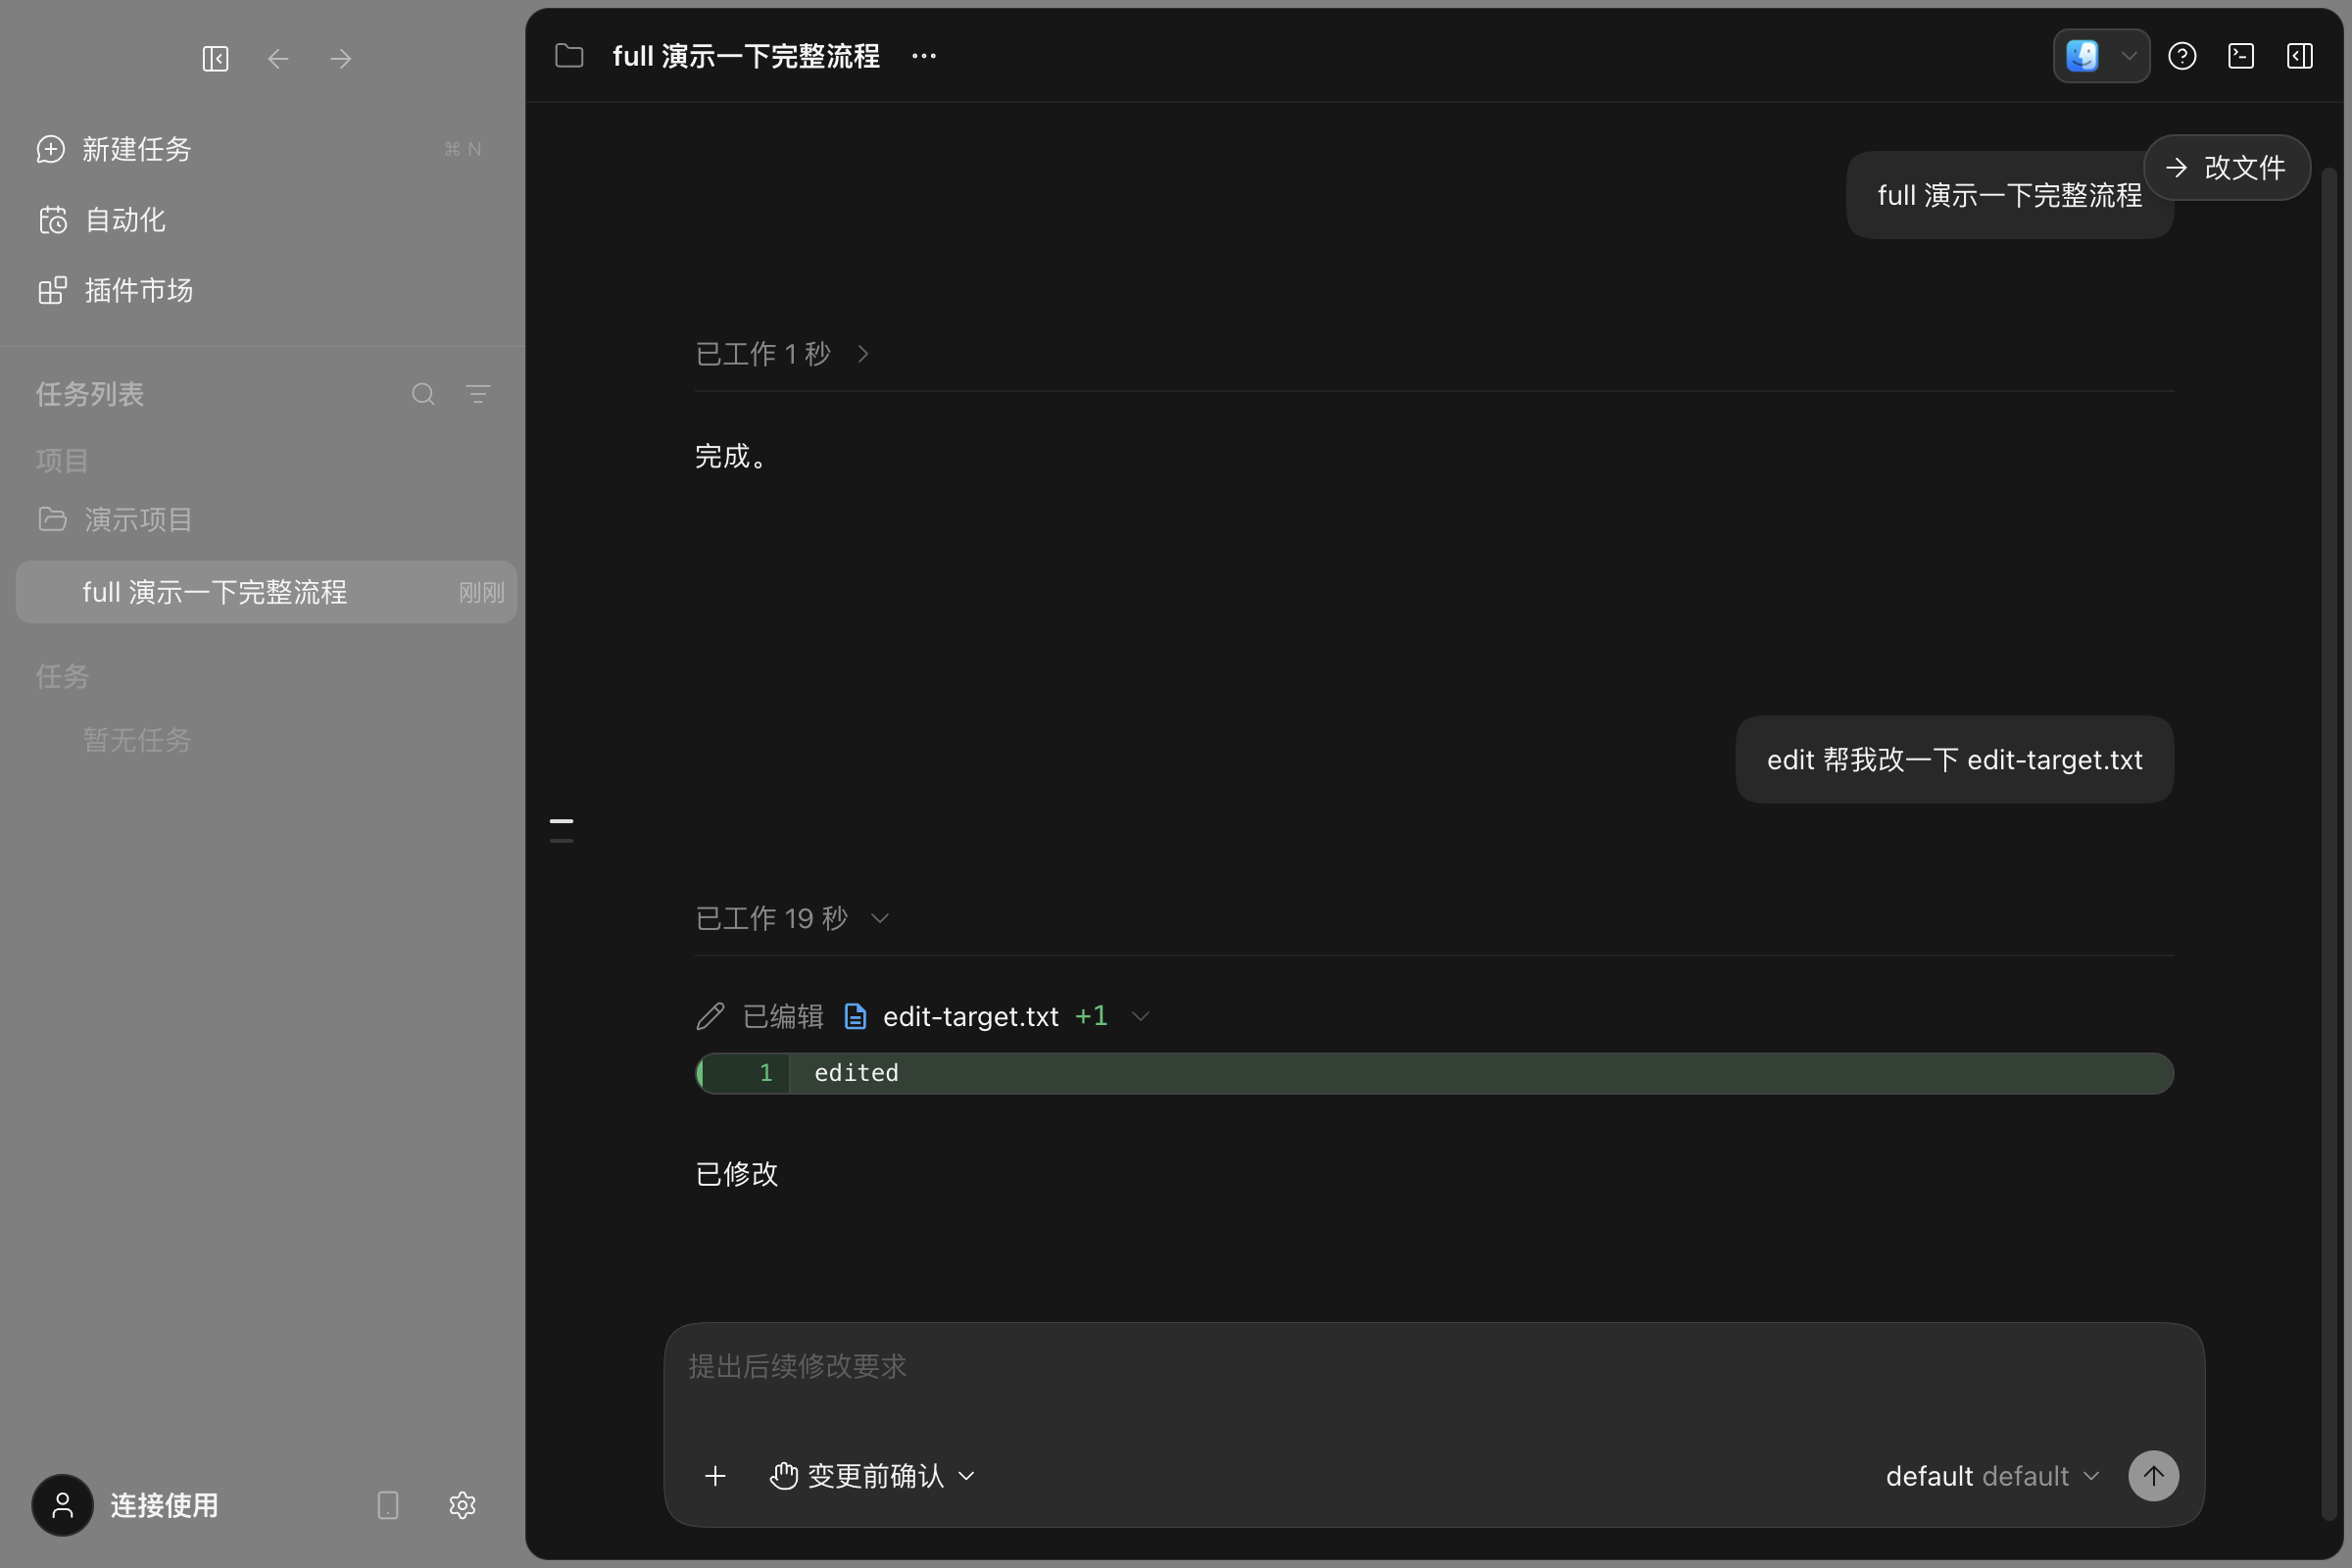 新建任务 ⌘ N
自动化
插件市场
任务列表
项目
演示项目
full 演示一下完整流程 刚刚
任务
暂无任务
连接使用
full 演示一下完整流程
改文件
full 演示一下完整流程
已工作 1 秒
完成。
edit 帮我改一下 edit-target.txt
已工作 19 秒
已编辑 edit-target.txt +1
1 edited
已修改
提出后续修改要求
变更前确认 default default